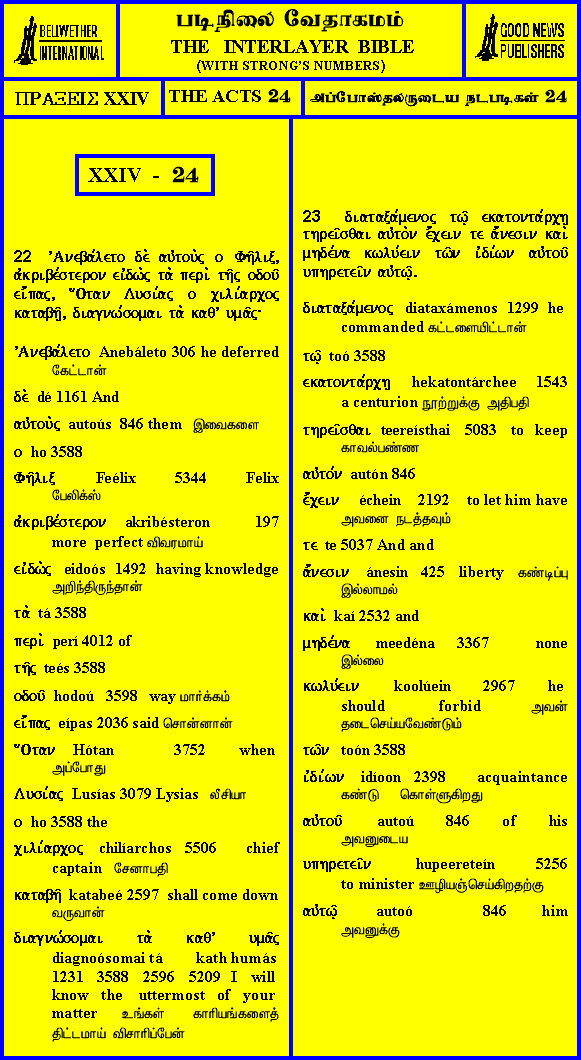 BELLWETHER
INTERNATIONAL
படிநிலை வேதாகமம்
THE INTERLAYER BIBLE
(WITH STRONG'S NUMBERS)
GOOD NEWS
PUBLISHERS
ΠΡΑΞΕΙΣ XXIV
THE ACTS 24
அப்போஸ்தலருடைய நடபடிகள் 24
XXIV - 24
22 Ἀνεβάλετο δὲ αὐτοὺς ο Φῆλιξ,
ἀκριβέστερον εἰδὼς τὰ περὶ τῆς οδοῦ
εἴπας, Ὅταν Λυσίας ο χιλίαρχος
καταβῇ, διαγνώσομαι τὰ καθ' υμᾶς·
Ἀνεβάλετο Anebáleto 306 he deferred
கேட்டான்
δὲ dé 1161 And
αὐτοὺς autoús 846 them இவைகளை
ο ho 3588
Φῆλιξ Feélix 5344 Felix
பேலிக்ஸ்
ἀκριβέστερον akribésteron 197
more perfect விவரமாய்
εἰδὼς eidoós 1492 having knowledge
அறிந்திருந்தான்
τὰ tá 3588
περὶ perí 4012 of
τῆς teés 3588
οδοῦ hodoú 3598 way மார்க்கம்
εἴπας eípas 2036 said சொன்னான்
Ὅταν Hótan 3752 when
அப்போது
Λυσίας Lusías 3079 Lysias லீசியா
ο ho 3588 the
χιλίαρχος chilíarchos 5506 chief
captain சேனாபதி
καταβῇ katabeé 2597 shall come down
வருவான்
διαγνώσομαι τὰ καθ' υμᾶς
diagnoósomai tá kath humás
1231 3588 2596 5209 I will
know the uttermost of your
matter உங்கள் காரியங்களைத்
திட்டமாய் விசாரிப்பேன்
23 διαταξάμενος τῷ εκατοντάρχῃ
τηρεῖσθαι αὐτὸν ἔχειν τε ἄνεσιν καὶ
μηδένα κωλύειν τῶν ἰδίων αὐτοῦ
υπηρετεῖν αὐτῷ.
διαταξάμενος diataxámenos 1299 he
commanded கட்டளையிட்டான்
τῷ toó 3588
εκατοντάρχῃ hekatontárchee 1543
a centurion நூற்றுக்கு அதிபதி
τηρεῖσθαι teereísthai 5083 to keep
காவல்பண்ண
αὐτόν autón 846
ἔχειν échein 2192 to let him have
அவனை நடத்தவும்
τε te 5037 And and
ἄνεσιν ánesin 425 liberty கண்டிப்பு
இல்லாமல்
καὶ kaí 2532 and
μηδένα meedéna 3367 none
இல்லை
κωλύειν koolúein 2967 he
should forbid அவன்
தடைசெய்யவேண்டும்
τῶν toón 3588
ἰδίων idíoon 2398 acquaintance
கண்டு கொள்ளுகிறது
αὐτοῦ autoú 846 of his
அவனுடைய
υπηρετεῖν hupeereteín 5256
to minister ஊழியஞ்செய்கிறதற்கு
αὐτῷ autoó 846 him
அவனுக்கு